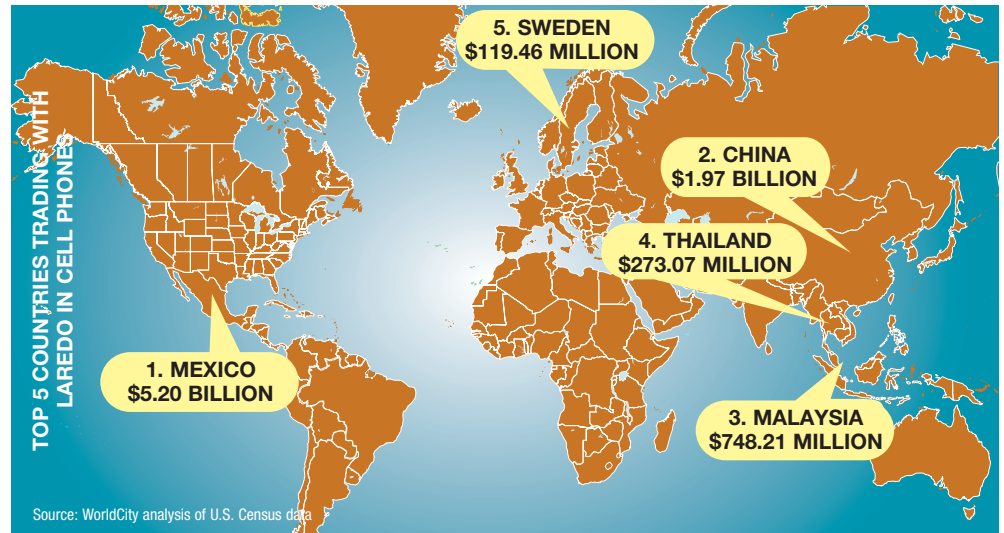 TOP 5 COUNTRIES TRADING WITH
LAREDO IN CELL PHONES
5. SWEDEN
$119.46 MILLION
2. CHINA
$1.97 BILLION
4. THAILAND
$273.07 MILLION
1. MEXICO
$5.20 BILLION
3. MALAYSIA
$748.21 MILLION
Source: WorldCity analysis of U.S. Census data